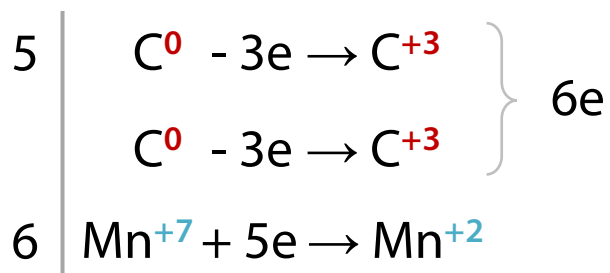 5 C⁰ - 3e → C⁺³
6e
C⁰ - 3e → C⁺³
6 Mn⁺⁷ + 5e → Mn⁺²